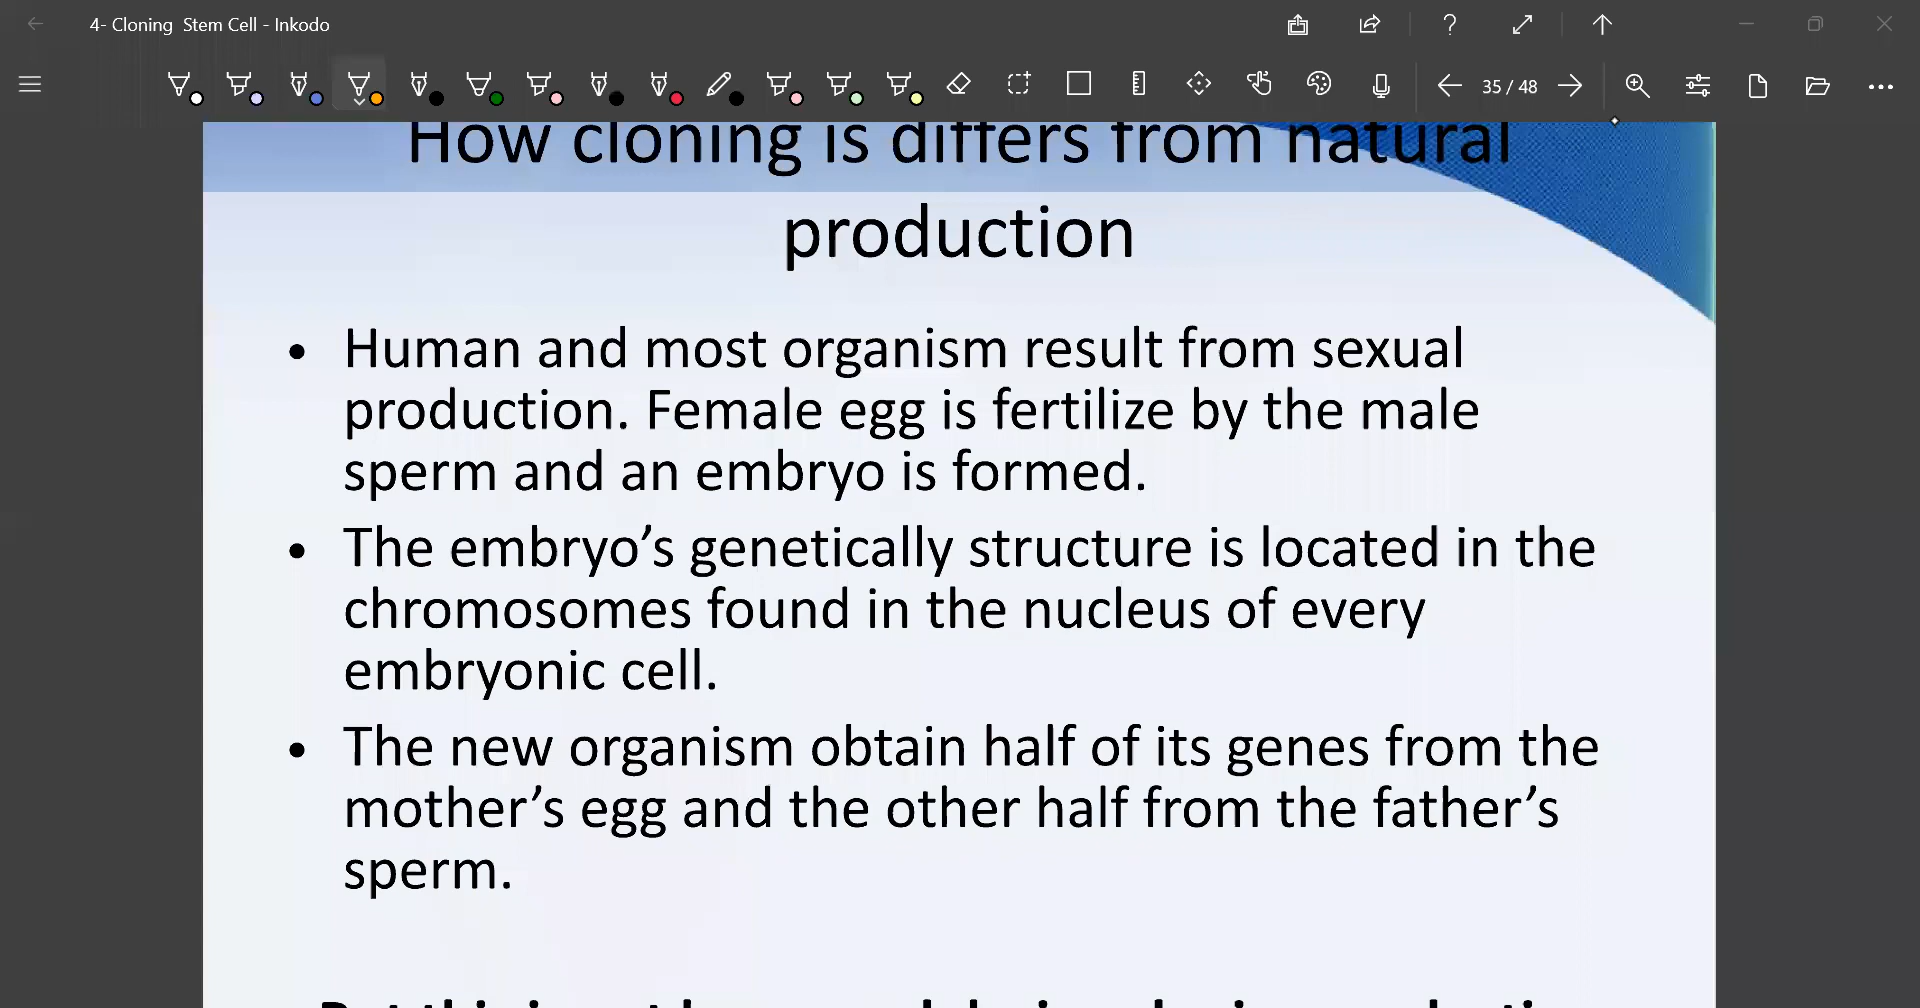 4- Cloning Stem Cell - Inkodo
35 / 48
How cloning is differs from natural
production
• Human and most organism result from sexual
production. Female egg is fertilize by the male
sperm and an embryo is formed.
• The embryo’s genetically structure is located in the
chromosomes found in the nucleus of every
embryonic cell.
• The new organism obtain half of its genes from the
mother’s egg and the other half from the father’s
sperm.